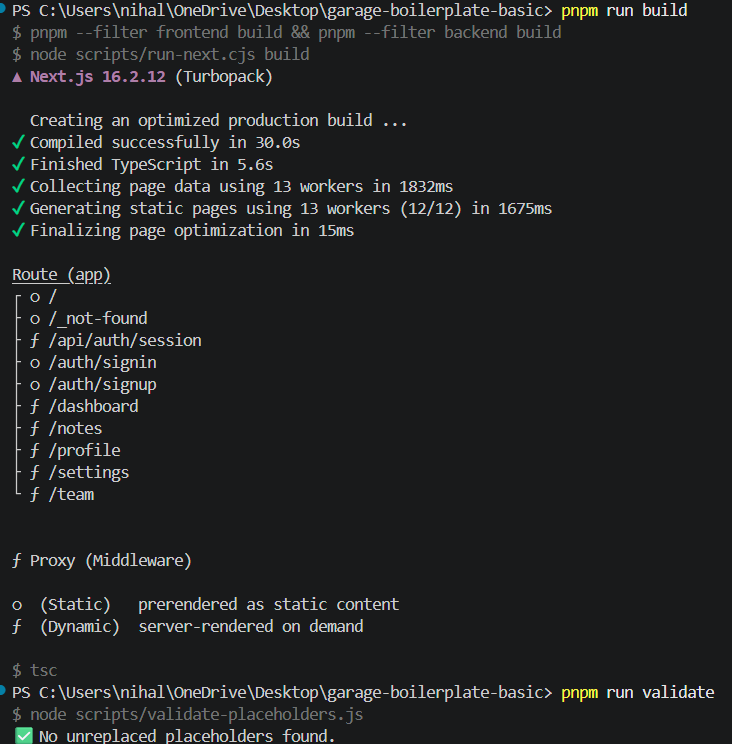 PS C:\Users\nihal\OneDrive\Desktop\garage-boilerplate-basic> pnpm run build
$ pnpm --filter frontend build && pnpm --filter backend build
$ node scripts/run-next.cjs build
▲ Next.js 16.2.12 (Turbopack)
Creating an optimized production build ...
✓ Compiled successfully in 30.0s
✓ Finished TypeScript in 5.6s
✓ Collecting page data using 13 workers in 1832ms
✓ Generating static pages using 13 workers (12/12) in 1675ms
✓ Finalizing page optimization in 15ms
Route (app)
┌ ○ /
├ ○ /_not-found
├ ƒ /api/auth/session
├ ○ /auth/signin
├ ○ /auth/signup
├ ƒ /dashboard
├ ƒ /notes
├ ƒ /profile
├ ƒ /settings
└ ƒ /team
ƒ Proxy (Middleware)
○  (Static)   prerendered as static content
ƒ  (Dynamic)  server-rendered on demand
$ tsc
PS C:\Users\nihal\OneDrive\Desktop\garage-boilerplate-basic> pnpm run validate
$ node scripts/validate-placeholders.js
✅ No unreplaced placeholders found.